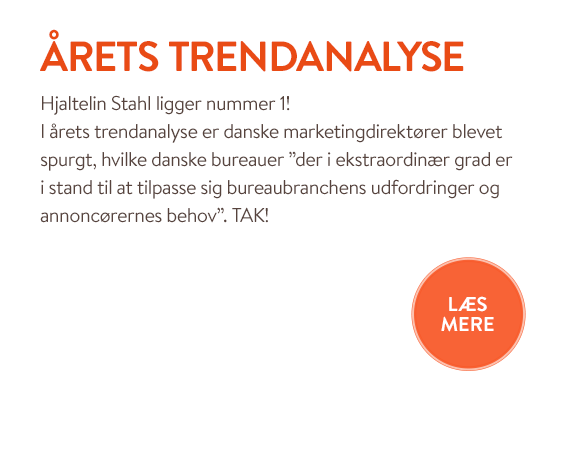 ÅRETS TRENDANALYSE
Hjaltelin Stahl ligger nummer 1!
I årets trendanalyse er danske marketingdirektører blevet
spurgt, hvilke danske bureauer ”der i ekstraordinær grad er
i stand til at tilpasse sig bureaubranchens udfordringer og
annoncørernes behov”. TAK!
LÆS
MERE